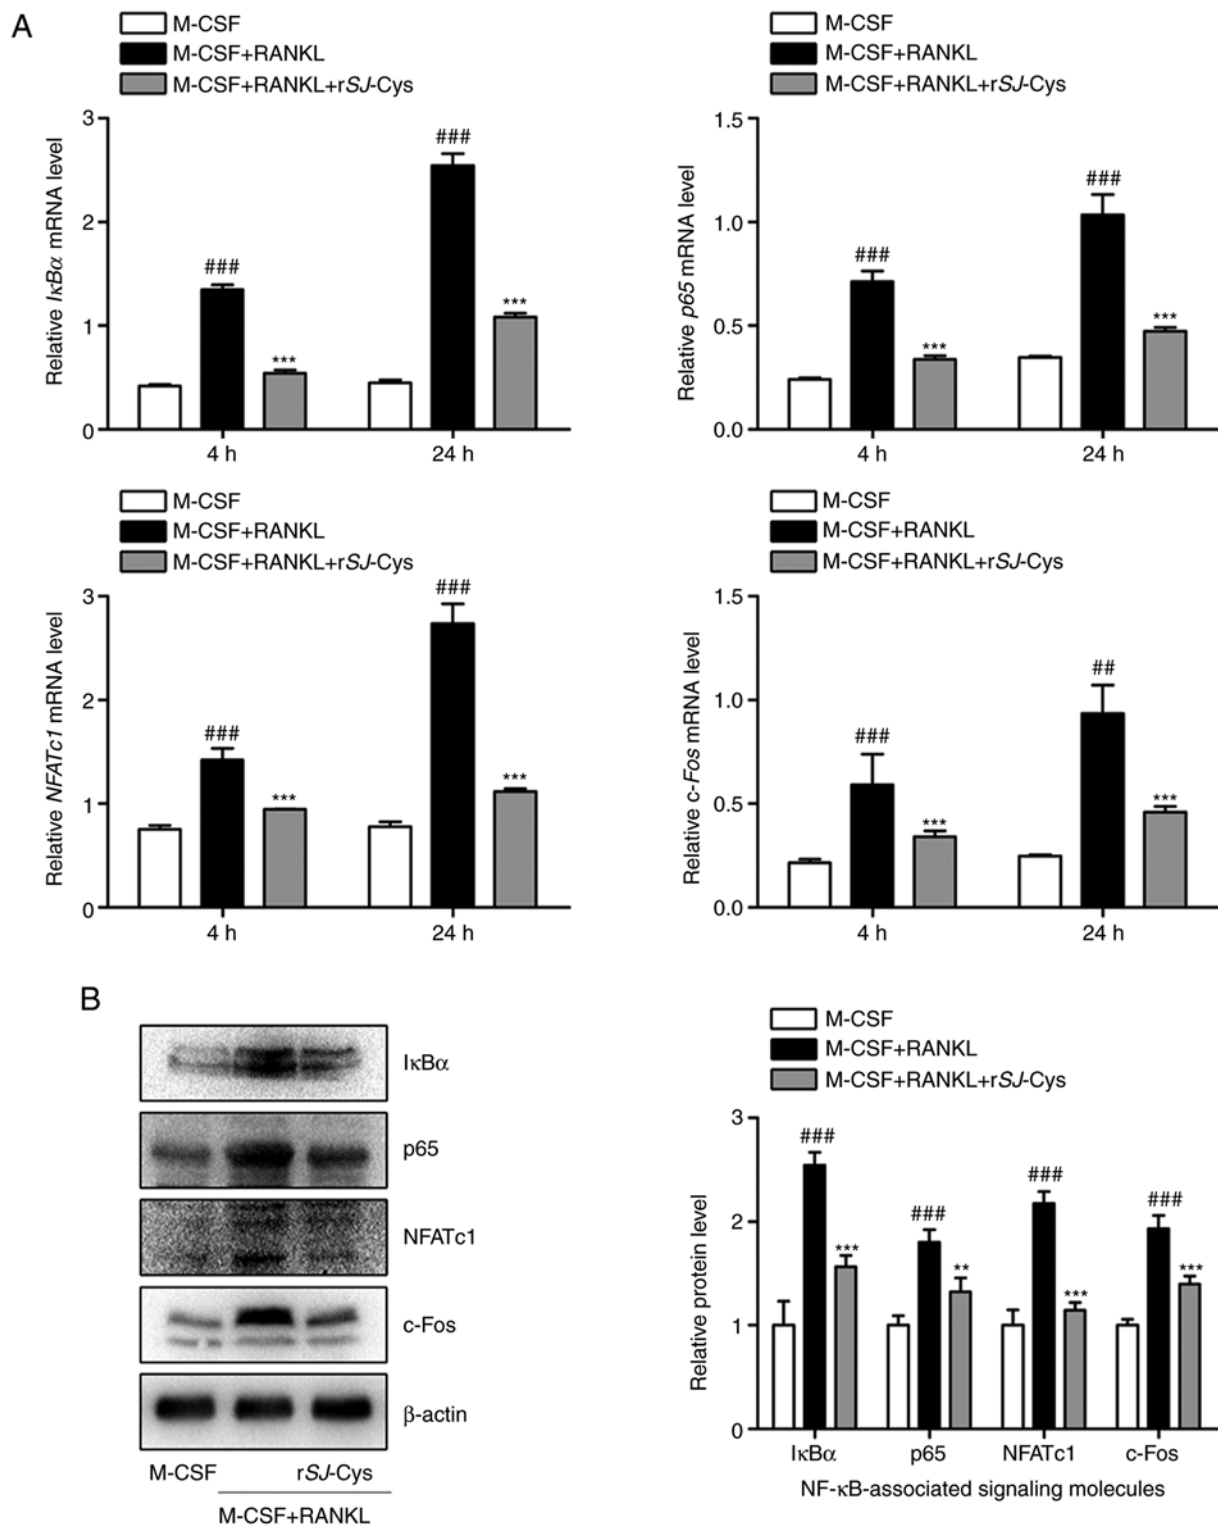 A
M-CSF
M-CSF+RANKL
M-CSF+RANKL+rSJ-Cys
Relative IκBα mRNA level
3
2
1
0
###
***
###
***
4 h
24 h
M-CSF
M-CSF+RANKL
M-CSF+RANKL+rSJ-Cys
Relative p65 mRNA level
1.5
1.0
0.5
0.0
###
***
###
***
4 h
24 h
M-CSF
M-CSF+RANKL
M-CSF+RANKL+rSJ-Cys
Relative NFATc1 mRNA level
3
2
1
0
###
***
###
***
4 h
24 h
M-CSF
M-CSF+RANKL
M-CSF+RANKL+rSJ-Cys
Relative c-Fos mRNA level
1.5
1.0
0.5
0.0
###
***
##
***
4 h
24 h
B
IκBα
p65
NFATc1
c-Fos
β-actin
M-CSF
rSJ-Cys
M-CSF+RANKL
M-CSF
M-CSF+RANKL
M-CSF+RANKL+rSJ-Cys
Relative protein level
3
2
1
0
###
***
###
**
###
***
###
***
IκBα
p65
NFATc1
c-Fos
NF-κB-associated signaling molecules